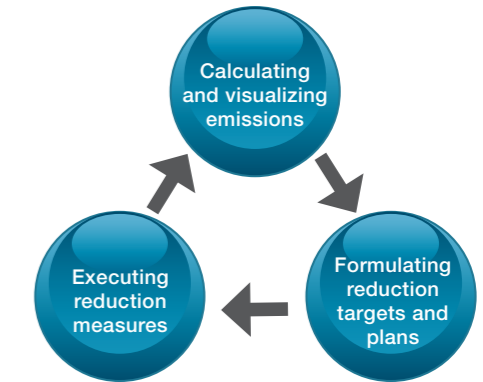 Calculating
and visualizing
emissions
Formulating
reduction
targets and
plans
Executing
reduction
measures